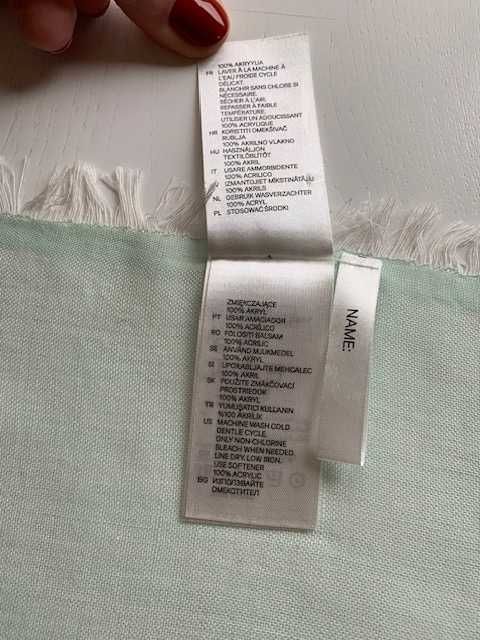 100% АКРУУЛА
FR LAVER À LA MACHINE À
L'EAU FROIDE CYCLE
DÉLICAT.
BLANCHIR SANS CHLORE SI
NÉCESSAIRE.
SÉCHER À L'AIR.
REPASSER À FAIBLE
TEMPÉRATURE.
UTILISER UN ADOUCISSANT
100% ACRYLIQUE
HR KORISTITI OMEKŠIVAČ
RUBLJA
100% AKRILNO VLAKNO
HU HASZNÁLJON
TEXTILÖBLÍTŐT
100% AKRIL
IT USARE AMMORBIDENTE
100% ACRILICO
IZMANTOJIET MĪKSTINĀTĀJU
100% AKRILS
NL GEBRUIK WASVERZACHTER
100% ACRYL
PL STOSOWAĆ ŚRODKI
ZMIĘKCZAJĄCE
100% AKRYL
PT USAR AMACIADOR
100% ACRÍLICO
RO FOLOSIȚI BALSAM
100% ACRILIC
SE ANVÄND MJUKMEDEL
100% AKRYL
SI UPORABLJAJTE MEHČALEC
100% AKRIL
SK POUŽITE ZMÄKČOVACÍ
PROSTRIEDOK
100% AKRYL
TR YUMUŞATICI KULLANIN
%100 AKRİLİK
US MACHINE WASH COLD
GENTLE CYCLE.
ONLY NON-CHLORINE
BLEACH WHEN NEEDED.
LINE DRY. LOW IRON.
USE SOFTENER
100% ACRYLIC
BG ИЗПОЛЗВАЙТЕ
ОМЕКОТИТЕЛ
NAME: